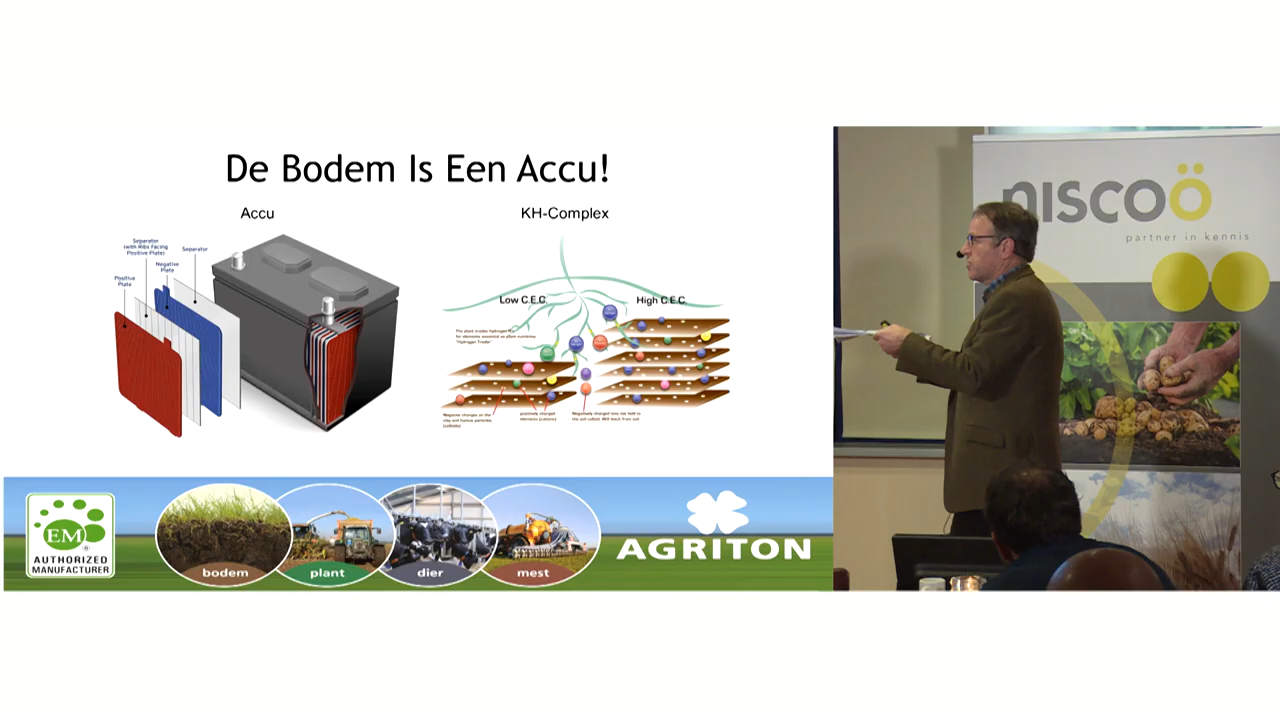 De Bodem Is Een Accu!
Accu
KH-Complex
Separator
(with Ribs Facing
Positive Plate)
Separator
Negative
Plate
Positive
Plate
Low C.E.C.
High C.E.C.
EM
®
AUTHORIZED
MANUFACTURER
bodem
plant
dier
mest
AGRITON
niscoö
partner in kennis